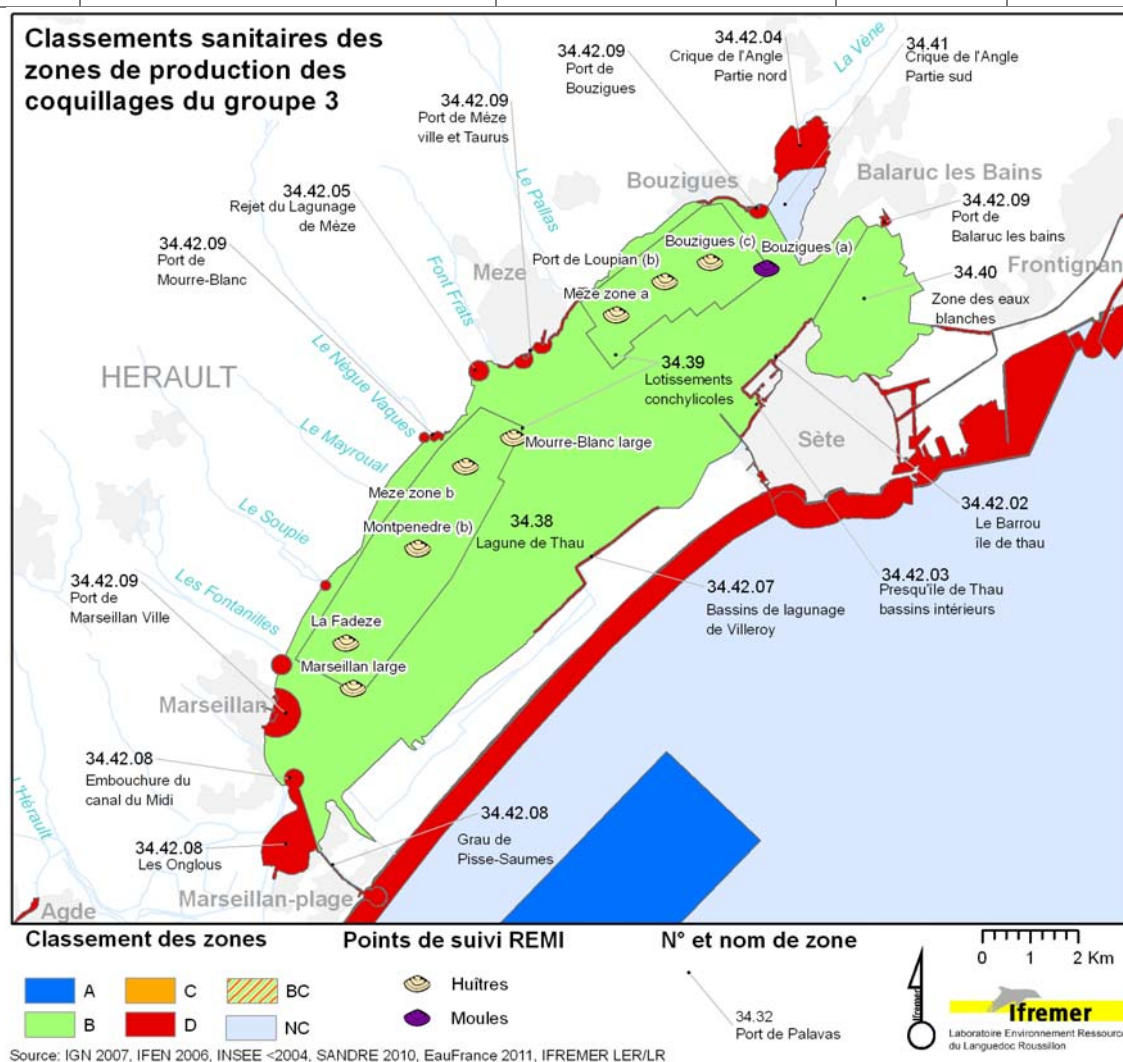 Classements sanitaires des
zones de production des
coquillages du groupe 3
34.42.09
Port de
Bouzigues
34.42.04
Crique de l'Angle
Partie nord
La Vène
34.41
Crique de l'Angle
Partie sud
34.42.09
Port de Mèze
ville et Taurus
Le Pallas
Bouzigues
Balaruc les Bains
34.42.05
Rejet du Lagunage
de Mèze
34.42.09
Port de
Balaruc les bains
34.42.09
Port de
Mourre-Blanc
Font Frats
Meze
Port de Loupian (b)
Bouzigues (c)
Bouzigues (a)
Frontignan
34.40
Zone des eaux
blanches
Mèze zone a
HERAULT
Le Nègue Vaques
34.39
Lotissements
conchylicoles
Le Mayroual
Mourre-Blanc large
Sète
Mèze zone b
Le Soupie
Montpenedre (b)
34.38
Lagune de Thau
34.42.02
Le Barrou
île de thau
34.42.09
Port de
Marseillan Ville
Les Fontanilles
34.42.07
Bassins de lagunage
de Villeroy
34.42.03
Presqu'île de Thau
bassins intérieurs
La Fadeze
Marseillan large
Marseillan
34.42.08
Embouchure du
canal du Midi
L'Hérault
34.42.08
Grau de
Pisse-Saumes
34.42.08
Les Onglous
Marseillan-plage
Agde
Classement des zones
Points de suivi REMI
N° et nom de zone
A
C
BC
B
D
NC
Huîtres
Moules
34.32
Port de Palavas
Ifremer
0 1 2 Km
Ifremer
Laboratoire Environnement Ressource
du Languedoc Roussillon
Source: IGN 2007, IFEN 2006, INSEE <2004, SANDRE 2010, EauFrance 2011, IFREMER LER/LR